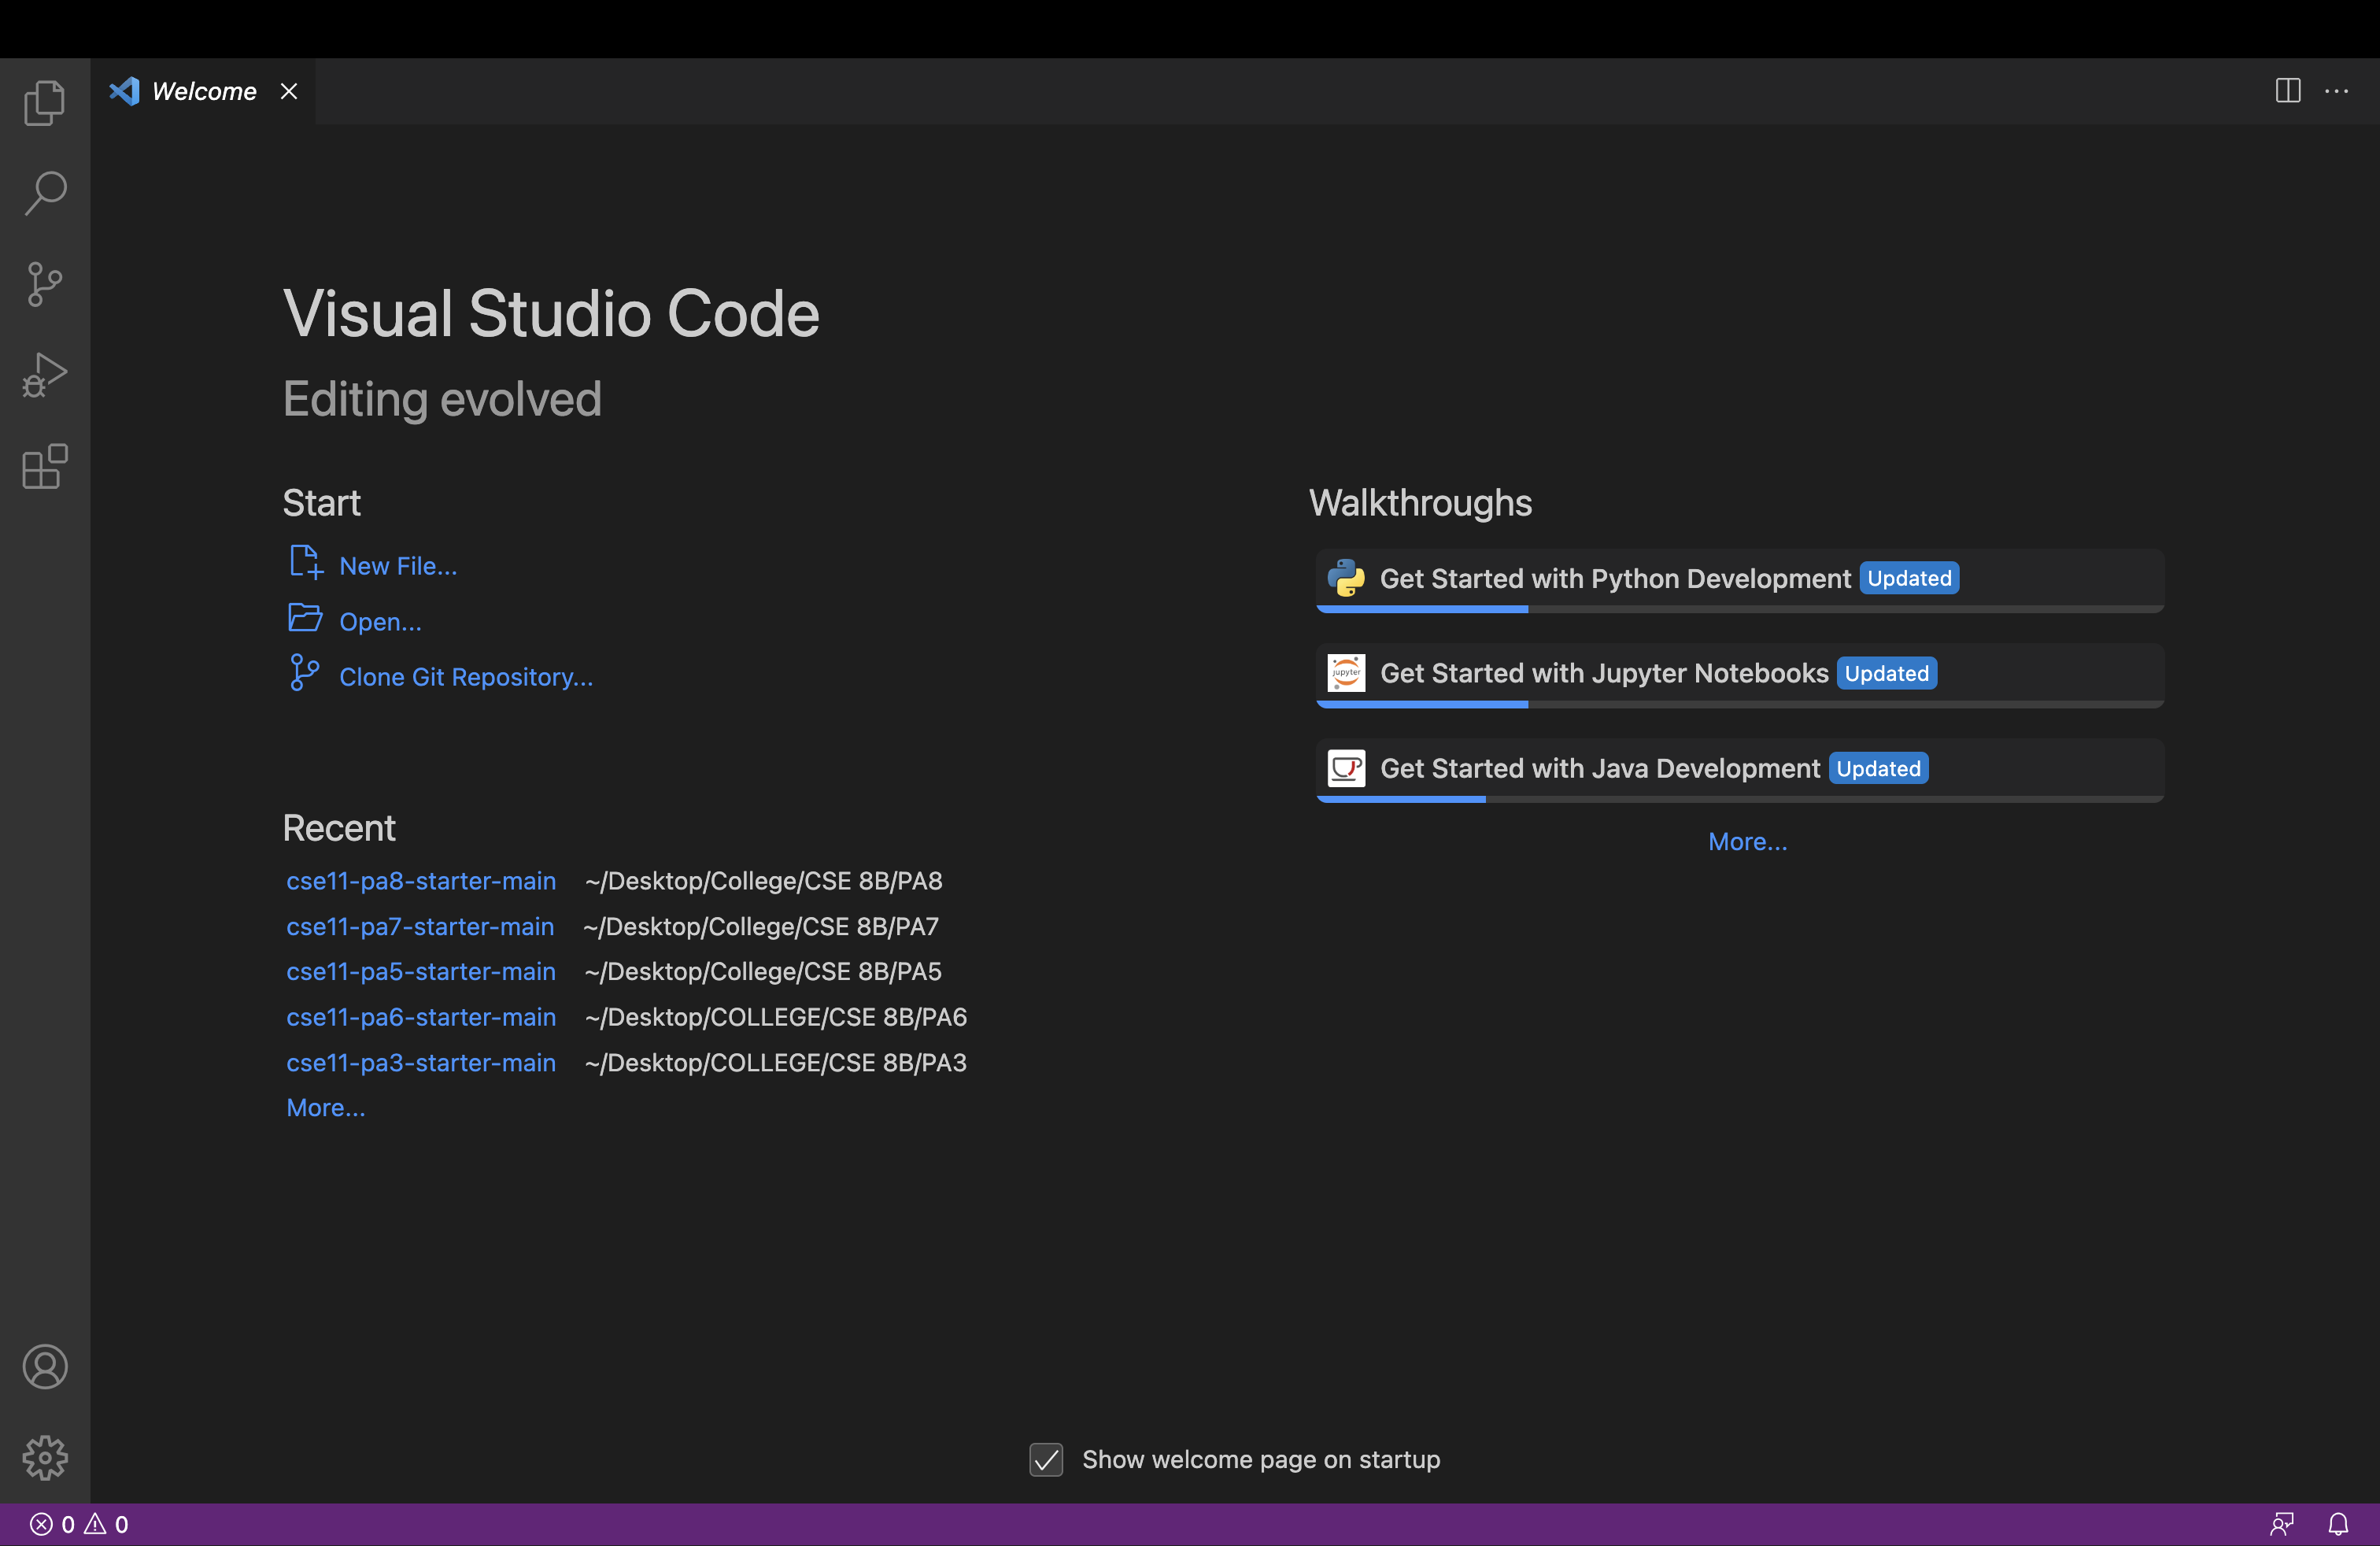 Welcome
Visual Studio Code
Editing evolved
Start
New File...
Open...
Clone Git Repository...
Recent
cse11-pa8-starter-main ~/Desktop/College/CSE 8B/PA8
cse11-pa7-starter-main ~/Desktop/College/CSE 8B/PA7
cse11-pa5-starter-main ~/Desktop/College/CSE 8B/PA5
cse11-pa6-starter-main ~/Desktop/COLLEGE/CSE 8B/PA6
cse11-pa3-starter-main ~/Desktop/COLLEGE/CSE 8B/PA3
More...
Walkthroughs
Get Started with Python Development Updated
jupyter
Get Started with Jupyter Notebooks Updated
Get Started with Java Development Updated
More...
Show welcome page on startup
0 0